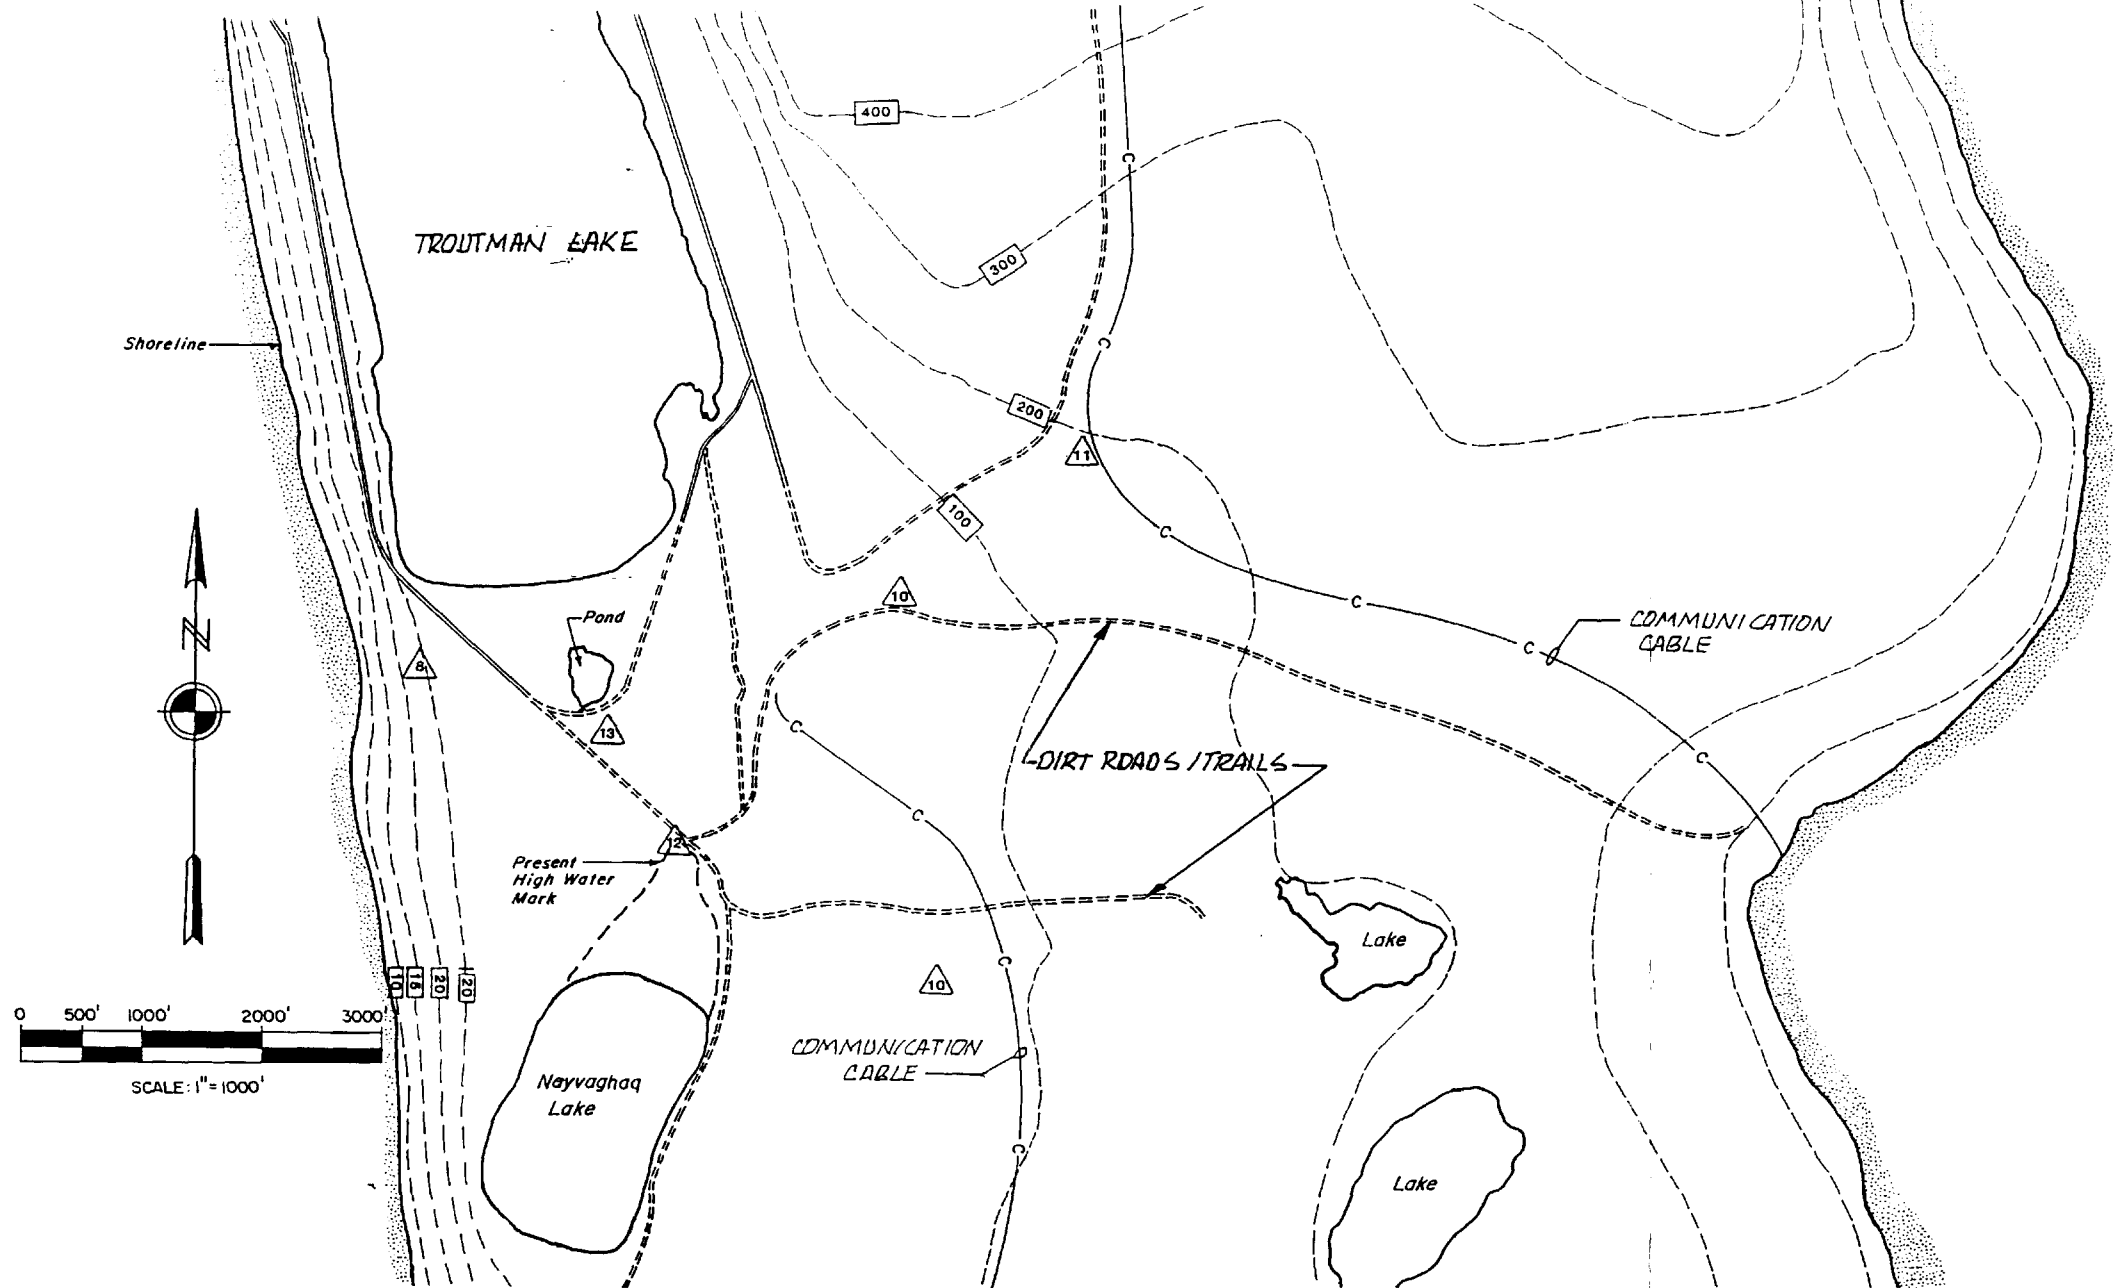 400
C
TROUTMAN LAKE
300
Shoreline
C
200
11
100
C
10
C
Pond
COMMUNICATION
CABLE
C
8
13
C
C
DIRT ROADS/TRAILS
N
C
12
Present
High Water
Mark
Lake
C
10
10
16
20
20
0 500' 1000' 2000' 3000'
SCALE: 1"=1000'
COMMUNICATION
CABLE
Nayvaghaq
Lake
C
Lake